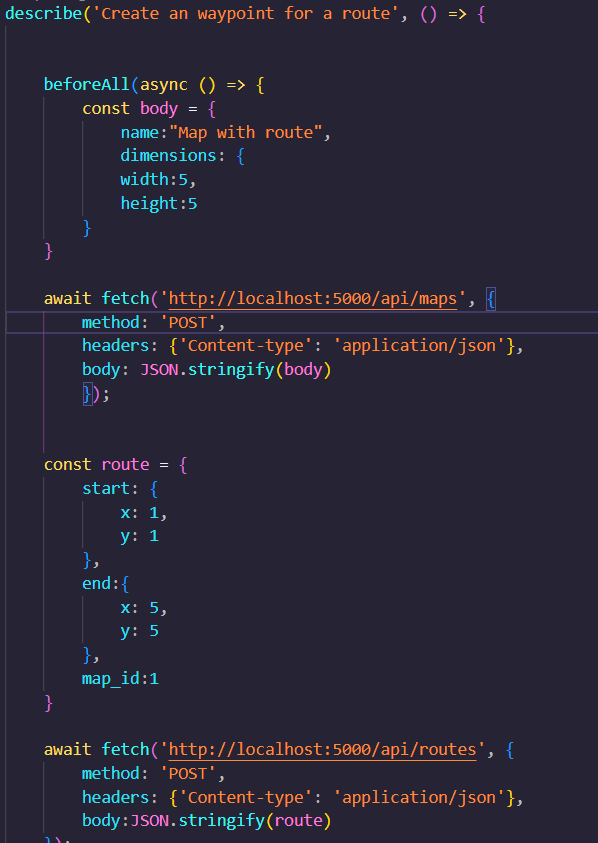 describe('Create an waypoint for a route', () => {
beforeAll(async () => {
const body = {
name:"Map with route",
dimensions: {
width:5,
height:5
}
}
await fetch('http://localhost:5000/api/maps', {
method: 'POST',
headers: {'Content-type': 'application/json'},
body: JSON.stringify(body)
});
const route = {
start: {
x: 1,
y: 1
},
end:{
x: 5,
y: 5
},
map_id:1
}
await fetch('http://localhost:5000/api/routes', {
method: 'POST',
headers: {'Content-type': 'application/json'},
body:JSON.stringify(route)
});